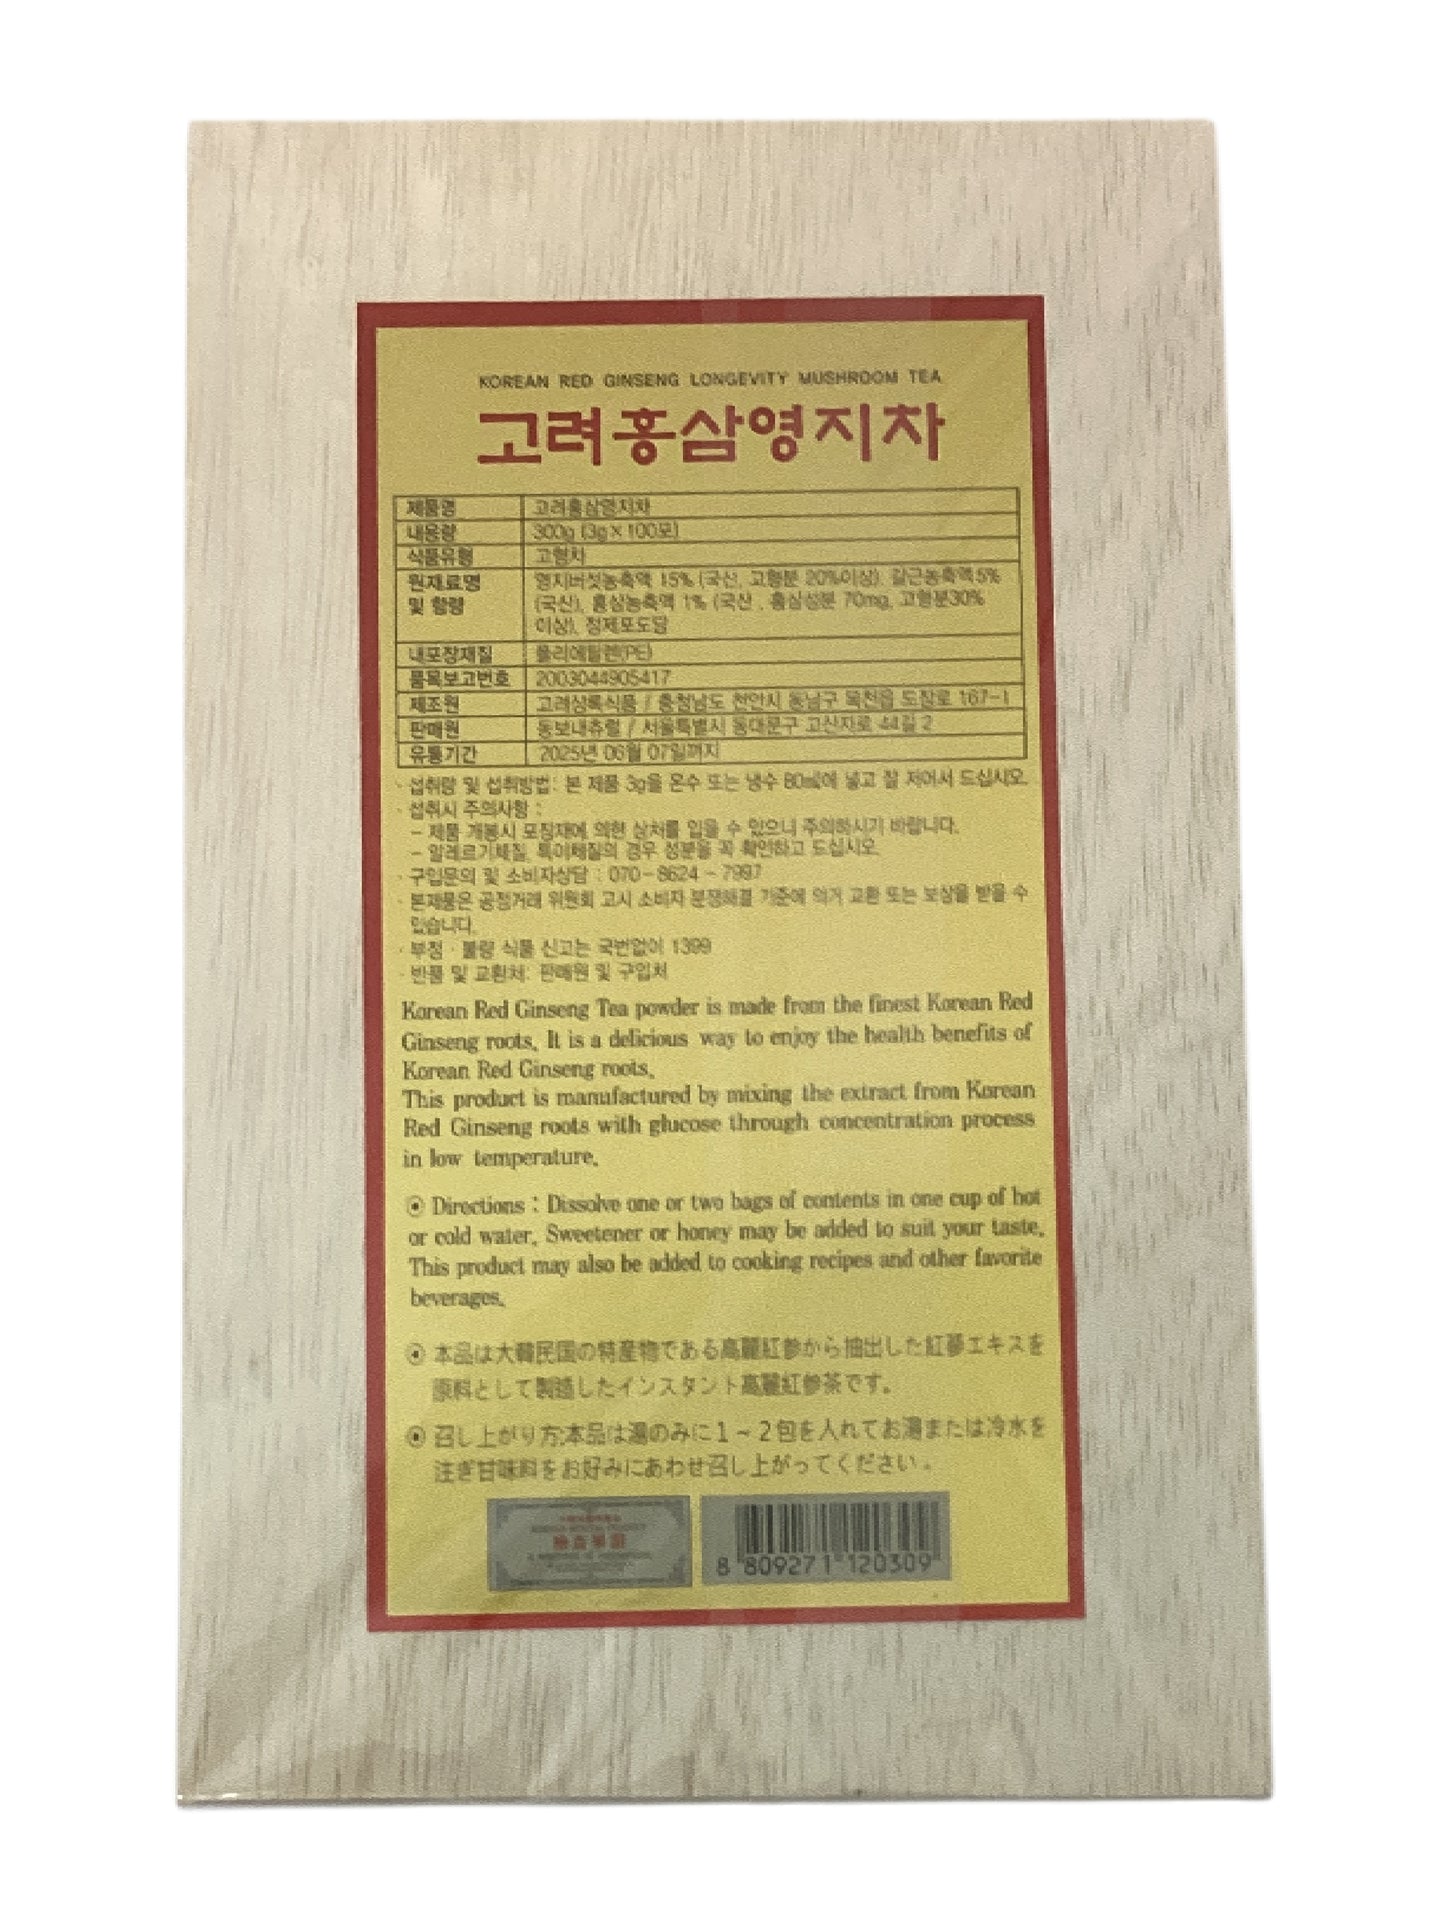 KOREAN RED GINSENG LONGEVITY MUSHROOM TEA
고려홍삼영지차
제품명 고려홍삼영지차
내용량 300g (3g×100포)
식품유형 고형차
원재료명 영지버섯농축액 15% (국산, 고형분 20%이상), 갈근농축액5%
및 함량 (국산), 홍삼농축액 1% (국산, 홍삼성분 70mg, 고형분30%
이상), 정제포도당
내포장재질 폴리에틸렌(PE)
품목보고번호 2003044905417
제조원 고려삼록식품 / 충청남도 천안시 동남구 목천읍 도장로 167-1
판매원 동보내츄럴 / 서울특별시 동대문구 고산자로 44길 2
유통기간 2025년 06월 07일까지
· 섭취량 및 섭취방법: 본 제품 3g을 온수 또는 냉수 80㎖에 넣고 잘 저어서 드십시오.
· 섭취시 주의사항 :
- 제품 개봉시 포장재에 의현 상처를 입을 수 있으니 주의하시기 바랍니다.
- 알레르기체질, 특이체질의 경우 성분을 꼭 확인하고 드십시오.
· 구입문의 및 소비자상담 : 070-8624-7997
· 본제품은 공정거래 위원회 고시 소비자 분쟁해결 기준에 의거 교환 또는 보상을 받을 수
있습니다.
· 부정 · 불량 식품 신고는 국번없이 1399
· 반품 및 교환처: 판매원 및 구입처
Korean Red Ginseng Tea powder is made from the finest Korean Red
Ginseng roots. It is a delicious way to enjoy the health benefits of
Korean Red Ginseng roots.
This product is manufactured by mixing the extract from Korean
Red Ginseng roots with glucose through concentration process
in low temperature.
⊙ Directions : Dissolve one or two bags of contents in one cup of hot
or cold water. Sweetener or honey may be added to suit your taste.
This product may also be added to cooking recipes and other favorite
beverages.
⊙ 本品は大韓民国の特産物である高麗紅参から抽出した紅蔘エキスを
原料として製造したインスタント高麗紅参茶です。
⊙ 召し上がり方:本品は湯のみに1~2包を入れてお湯または冷水を
注ぎ甘味料をお好みにあわせ召し上がってください。
8 809271 120309